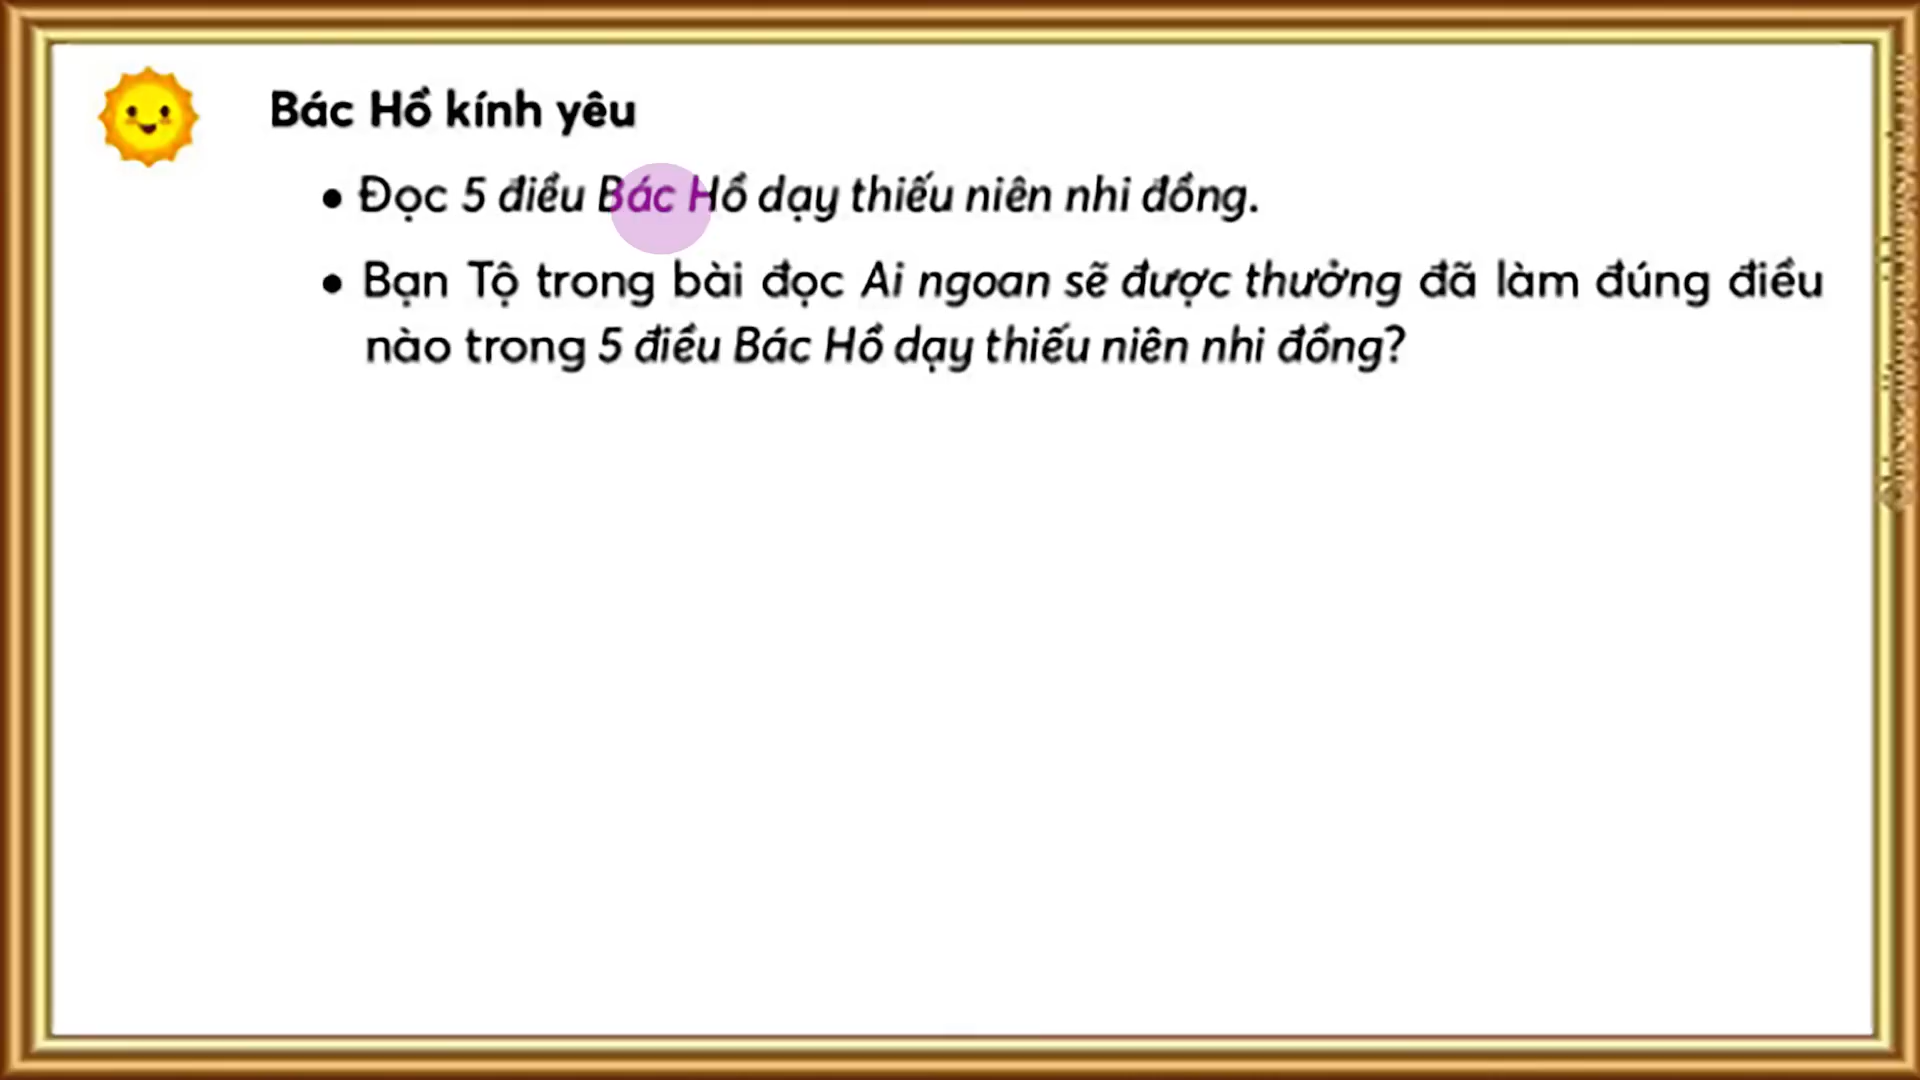 Bác Hồ kính yêu
• Đọc 5 điều Bác Hồ dạy thiếu niên nhi đồng.
• Bạn Tộ trong bài đọc Ai ngoan sẽ được thưởng đã làm đúng điều
nào trong 5 điều Bác Hồ dạy thiếu niên nhi đồng?